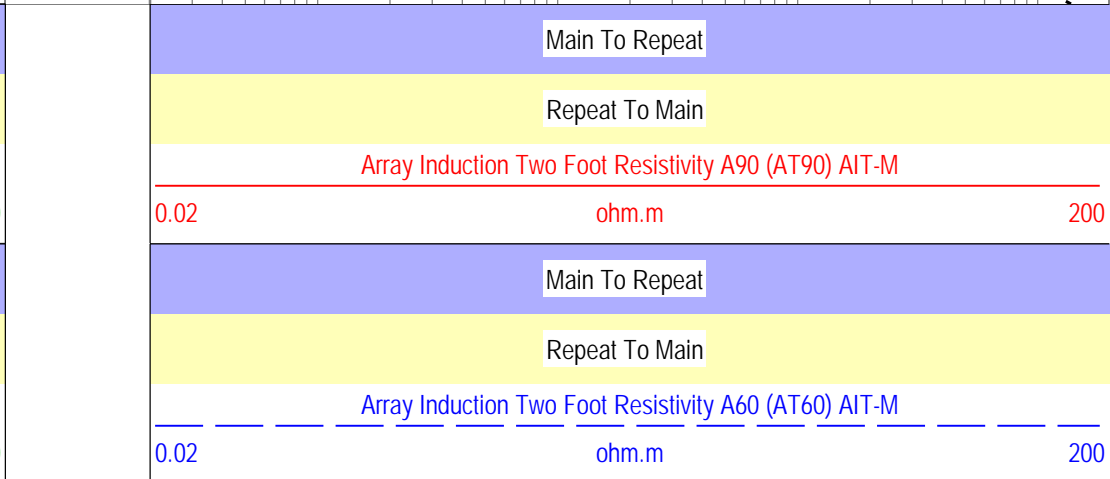 Main To Repeat
Repeat To Main
Array Induction Two Foot Resistivity A90 (AT90) AIT-M
0.02 ohm.m 200
Main To Repeat
Repeat To Main
Array Induction Two Foot Resistivity A60 (AT60) AIT-M
0.02 ohm.m 200